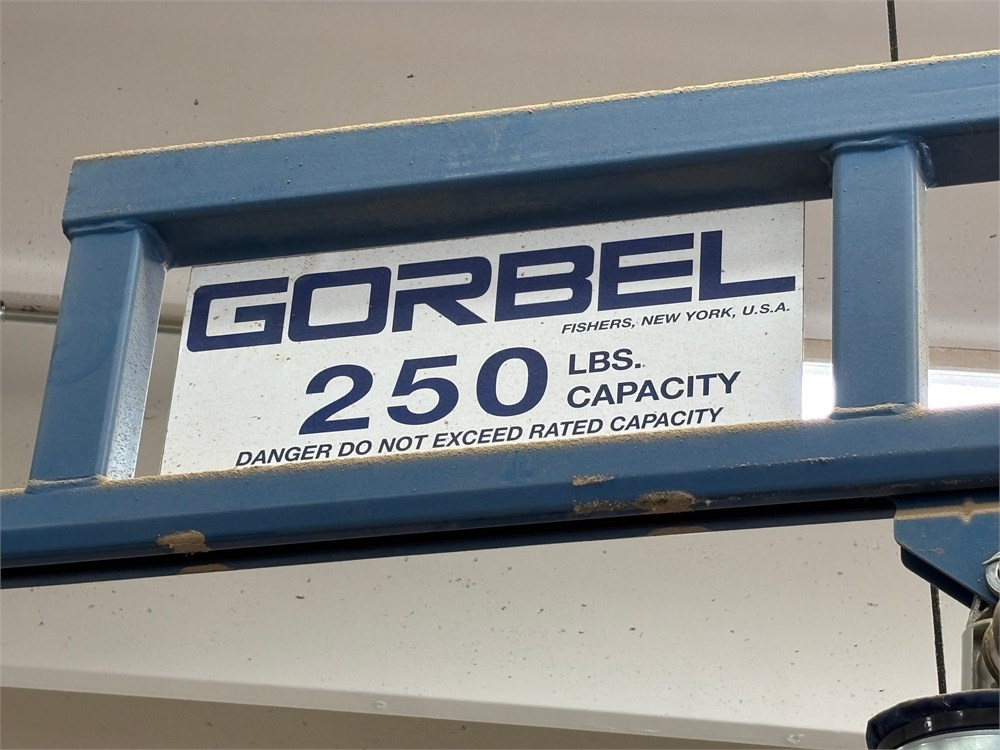 GORBEL
FISHERS, NEW YORK, U.S.A.
250 LBS. CAPACITY
DANGER DO NOT EXCEED RATED CAPACITY